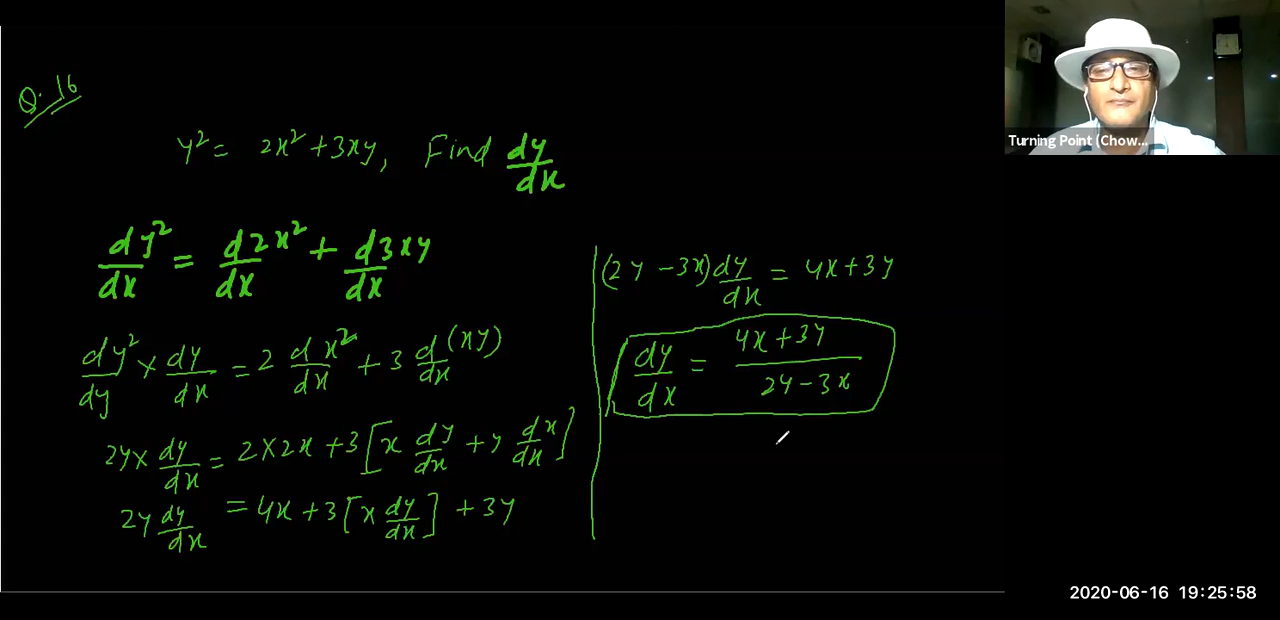 Q.16
y² = 2x² + 3xy, Find dy/dx
dy²/dx = d2x²/dx + d3xy/dx
dy²/dy × dy/dx = 2 dx²/dx + 3 d/dx (xy)
2y × dy/dx = 2×2x + 3[x dy/dx + y dx/dx]
2y dy/dx = 4x + 3[x dy/dx] + 3y
(2y - 3x) dy/dx = 4x + 3y
dy/dx = 4x + 3y / 2y - 3x
Turning Point (Chow...
2020-06-16 19:25:58